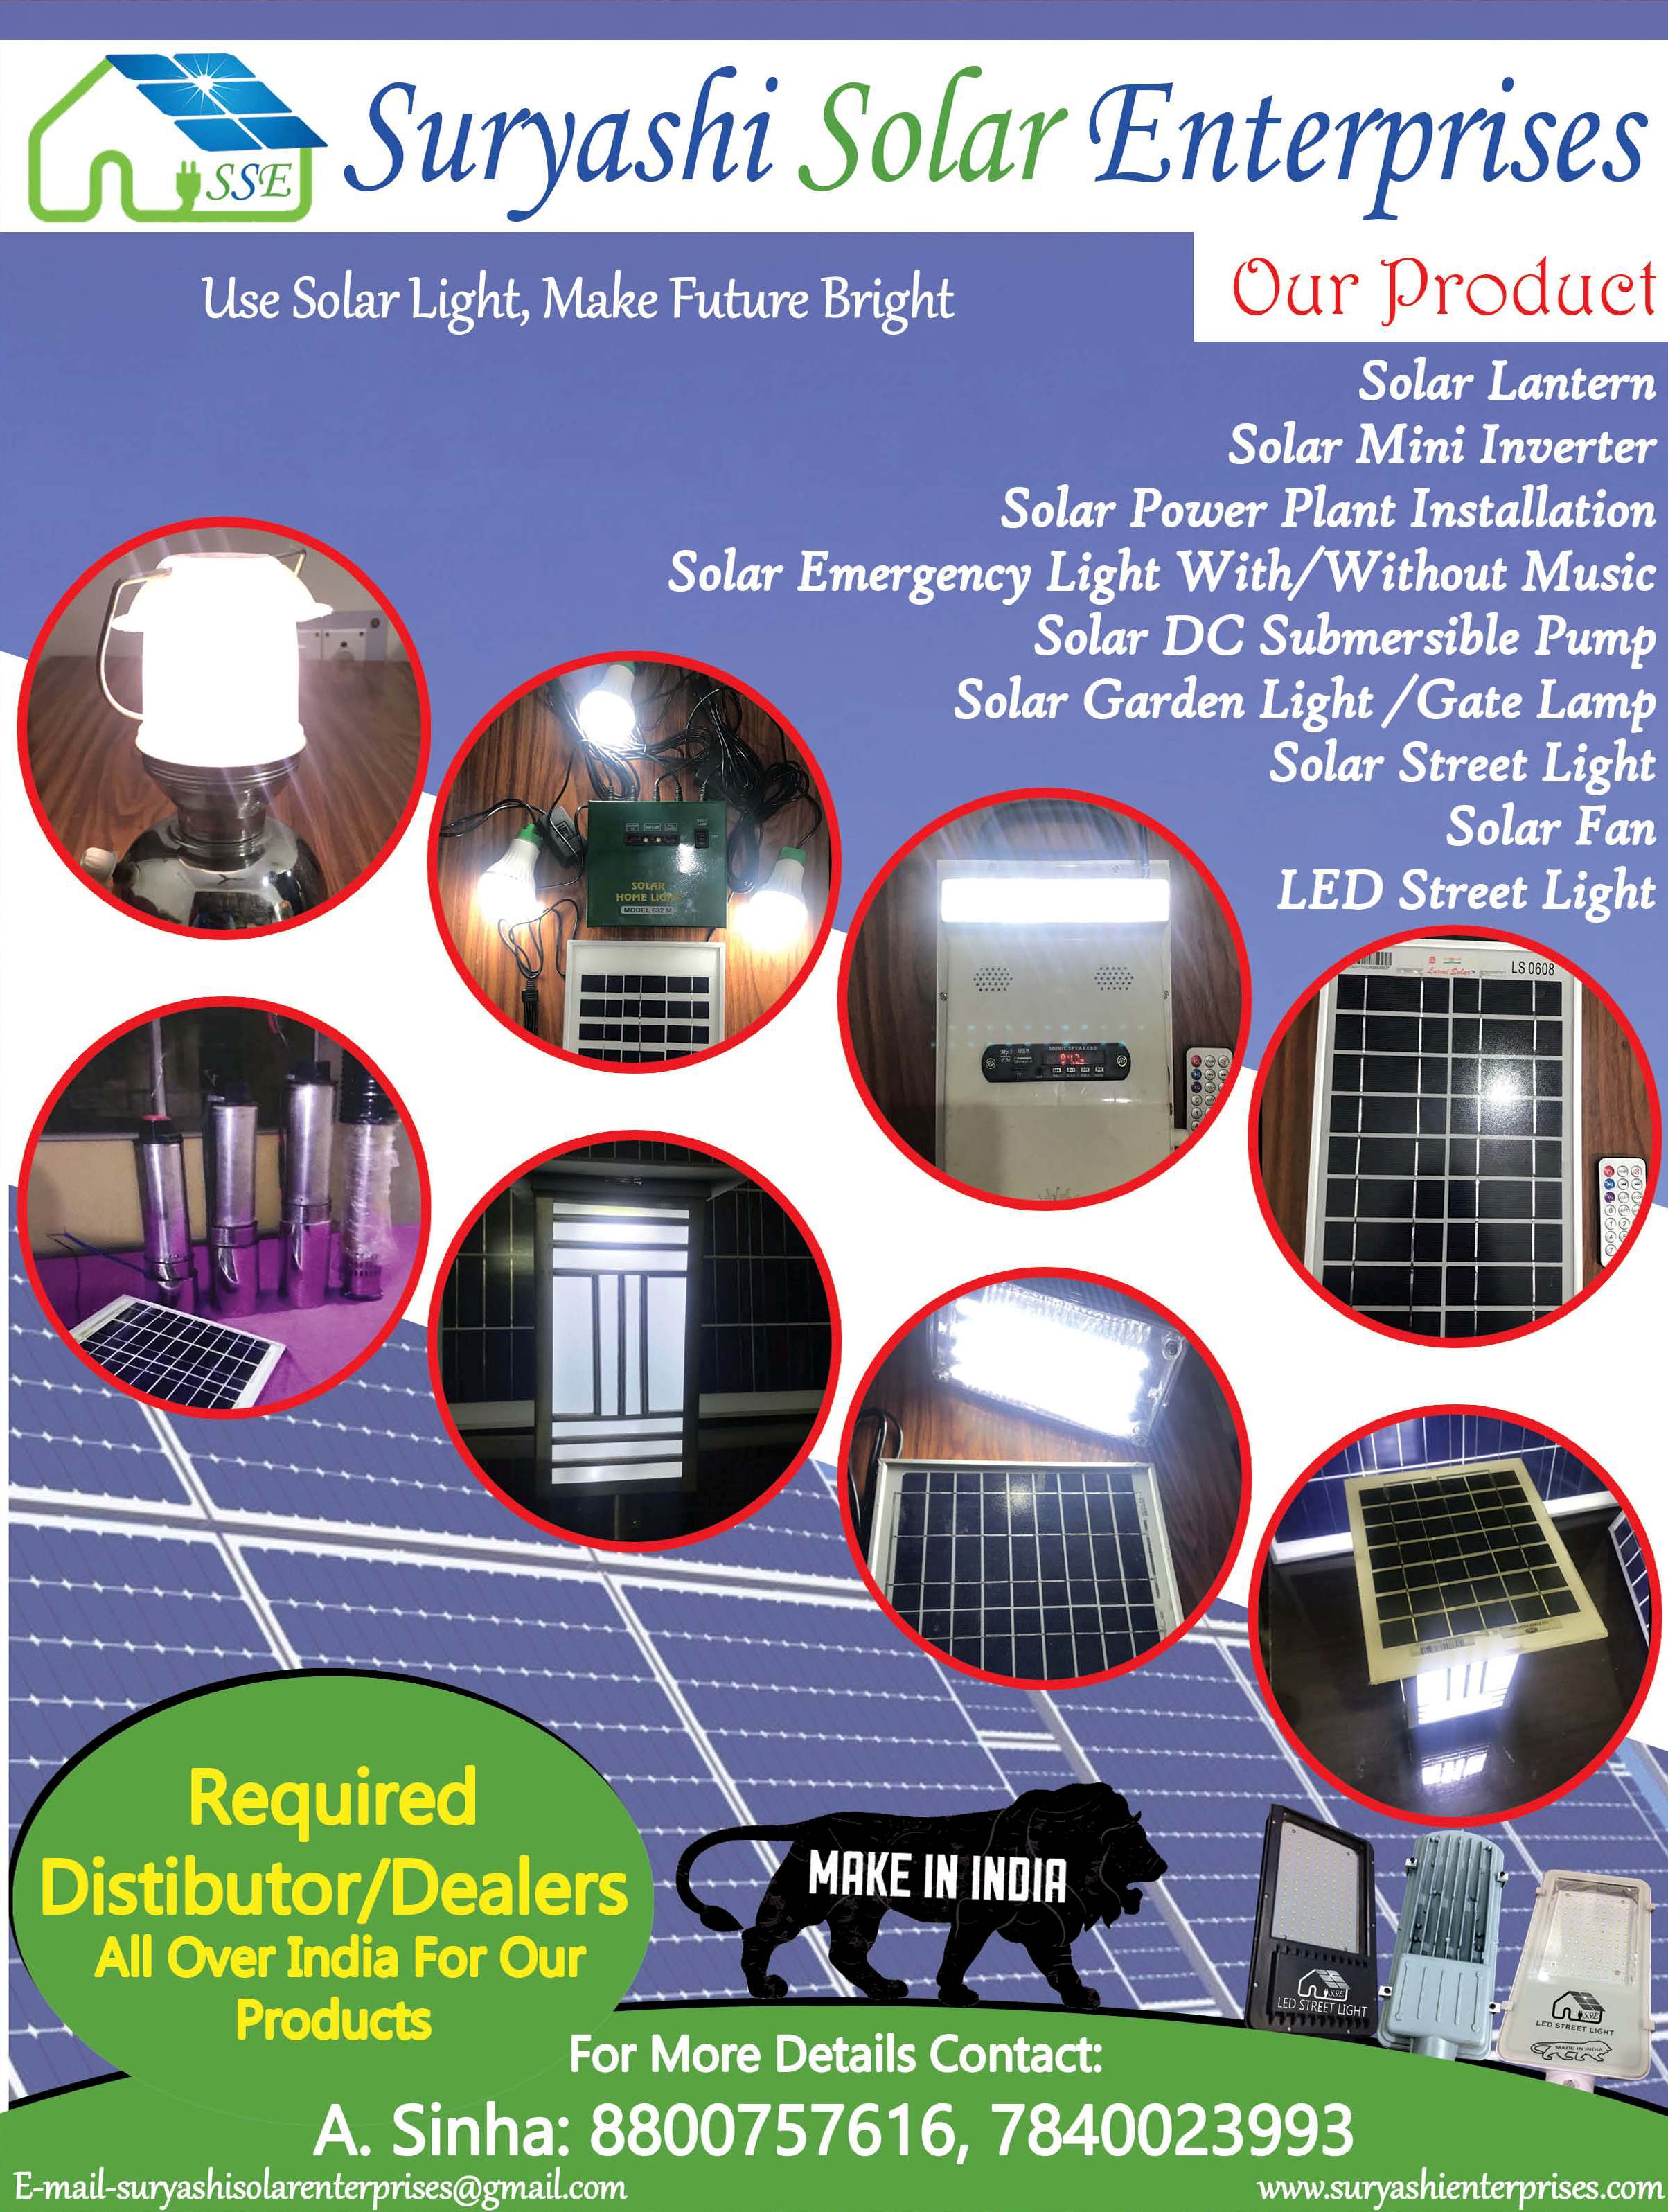 SSE
Suryashi Solar Enterprises
Use Solar Light, Make Future Bright
Our Product
Solar Lantern
Solar Mini Inverter
Solar Power Plant Installation
Solar Emergency Light With/Without Music
Solar DC Submersible Pump
Solar Garden Light /Gate Lamp
Solar Street Light
Solar Fan
LED Street Light
SOLAR
HOME LIG
MODEL 632 M
Mp3 USB
LS 0608
Required
Distibutor/Dealers
All Over India For Our
Products
MAKE IN INDIA
SSE
LED STREET LIGHT
SSE
LED STREET LIGHT
MADE IN INDIA
For More Details Contact:
A. Sinha: 8800757616, 7840023993
E-mail-suryashisolarenterprises@gmail.com
www.suryashienterprises.com